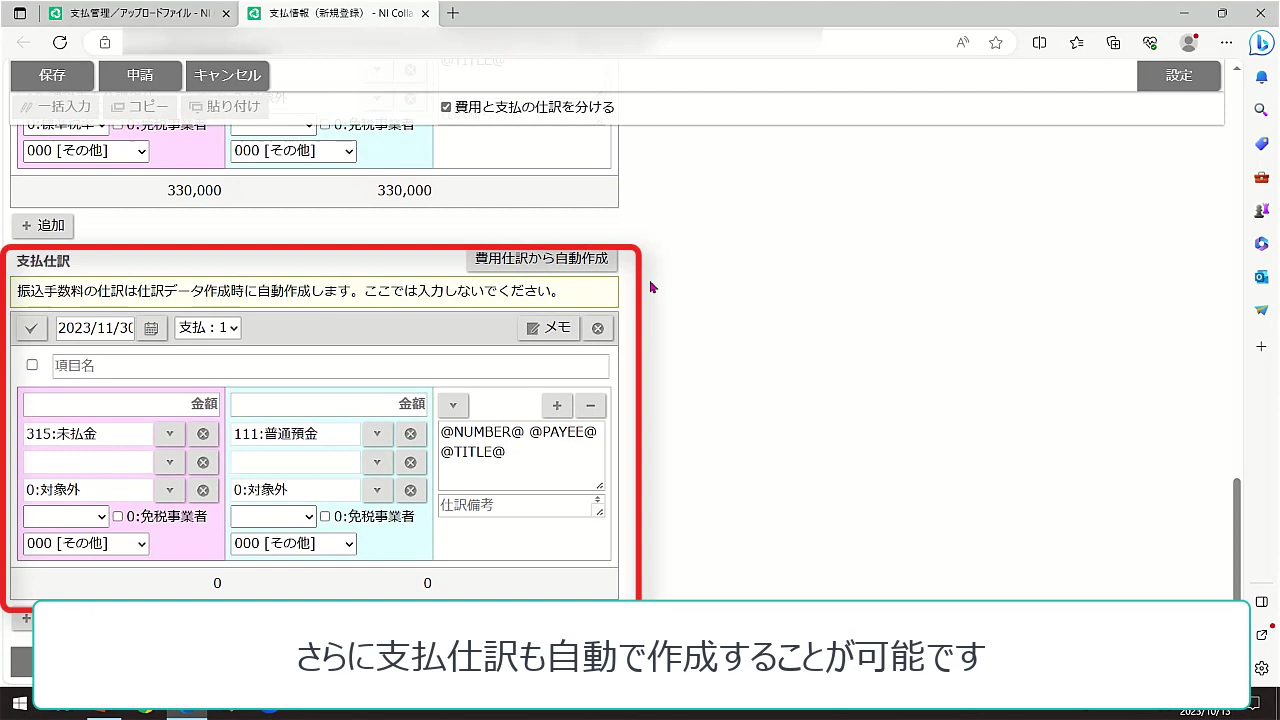 支払管理／アップロードファイル - NI
支払情報（新規登録） - NI Colla
保存
申請
キャンセル
設定
一括入力
コピー
貼り付け
費用と支払の仕訳を分ける
@TITLE@
0:標準税率
0:免税事業者
0:免税事業者
000 [その他]
000 [その他]
330,000
330,000
追加
支払仕訳
費用仕訳から自動作成
振込手数料の仕訳は仕訳データ作成時に自動作成します。ここでは入力しないでください。
2023/11/30
支払：1
メモ
項目名
金額
金額
315:未払金
111:普通預金
@NUMBER@ @PAYEE@
@TITLE@
0:対象外
0:対象外
仕訳備考
0:免税事業者
0:免税事業者
000 [その他]
000 [その他]
0
0
さらに支払仕訳も自動で作成することが可能です
2023/10/13